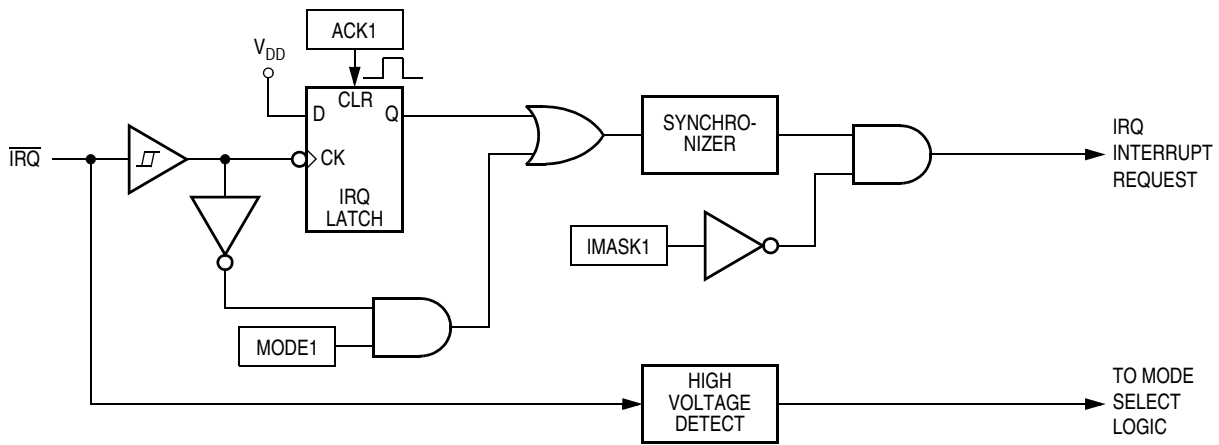 ACK1
VDD
CLR
D
Q
SYNCHRO-
NIZER
IRQ
INTERRUPT
REQUEST
IRQ
CK
IRQ
LATCH
IMASK1
MODE1
HIGH
VOLTAGE
DETECT
TO MODE
SELECT
LOGIC